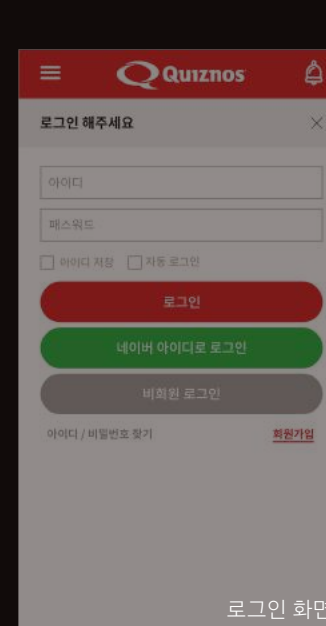 Quiznos
로그인 해주세요
아이디
패스워드
아이디 저장 자동 로그인
로그인
네이버 아이디로 로그인
비회원 로그인
아이디 / 비밀번호 찾기 회원가입
로그인 화면